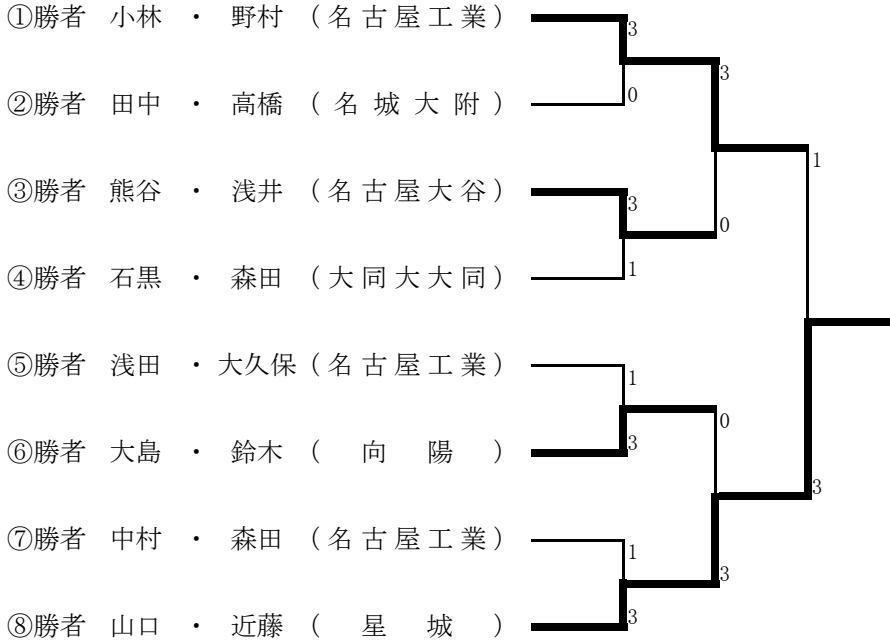 ①勝者 小林 ・ 野村 (名古屋工業)
3
3
②勝者 田中 ・ 高橋 (名城大附)
0
1
③勝者 熊谷 ・ 浅井 (名古屋大谷)
3
0
④勝者 石黒 ・ 森田 (大同大大同)
1
⑤勝者 浅田 ・ 大久保 (名古屋工業)
1
0
⑥勝者 大島 ・ 鈴木 (向陽)
3
3
⑦勝者 中村 ・ 森田 (名古屋工業)
1
3
⑧勝者 山口 ・ 近藤 (星城)
3